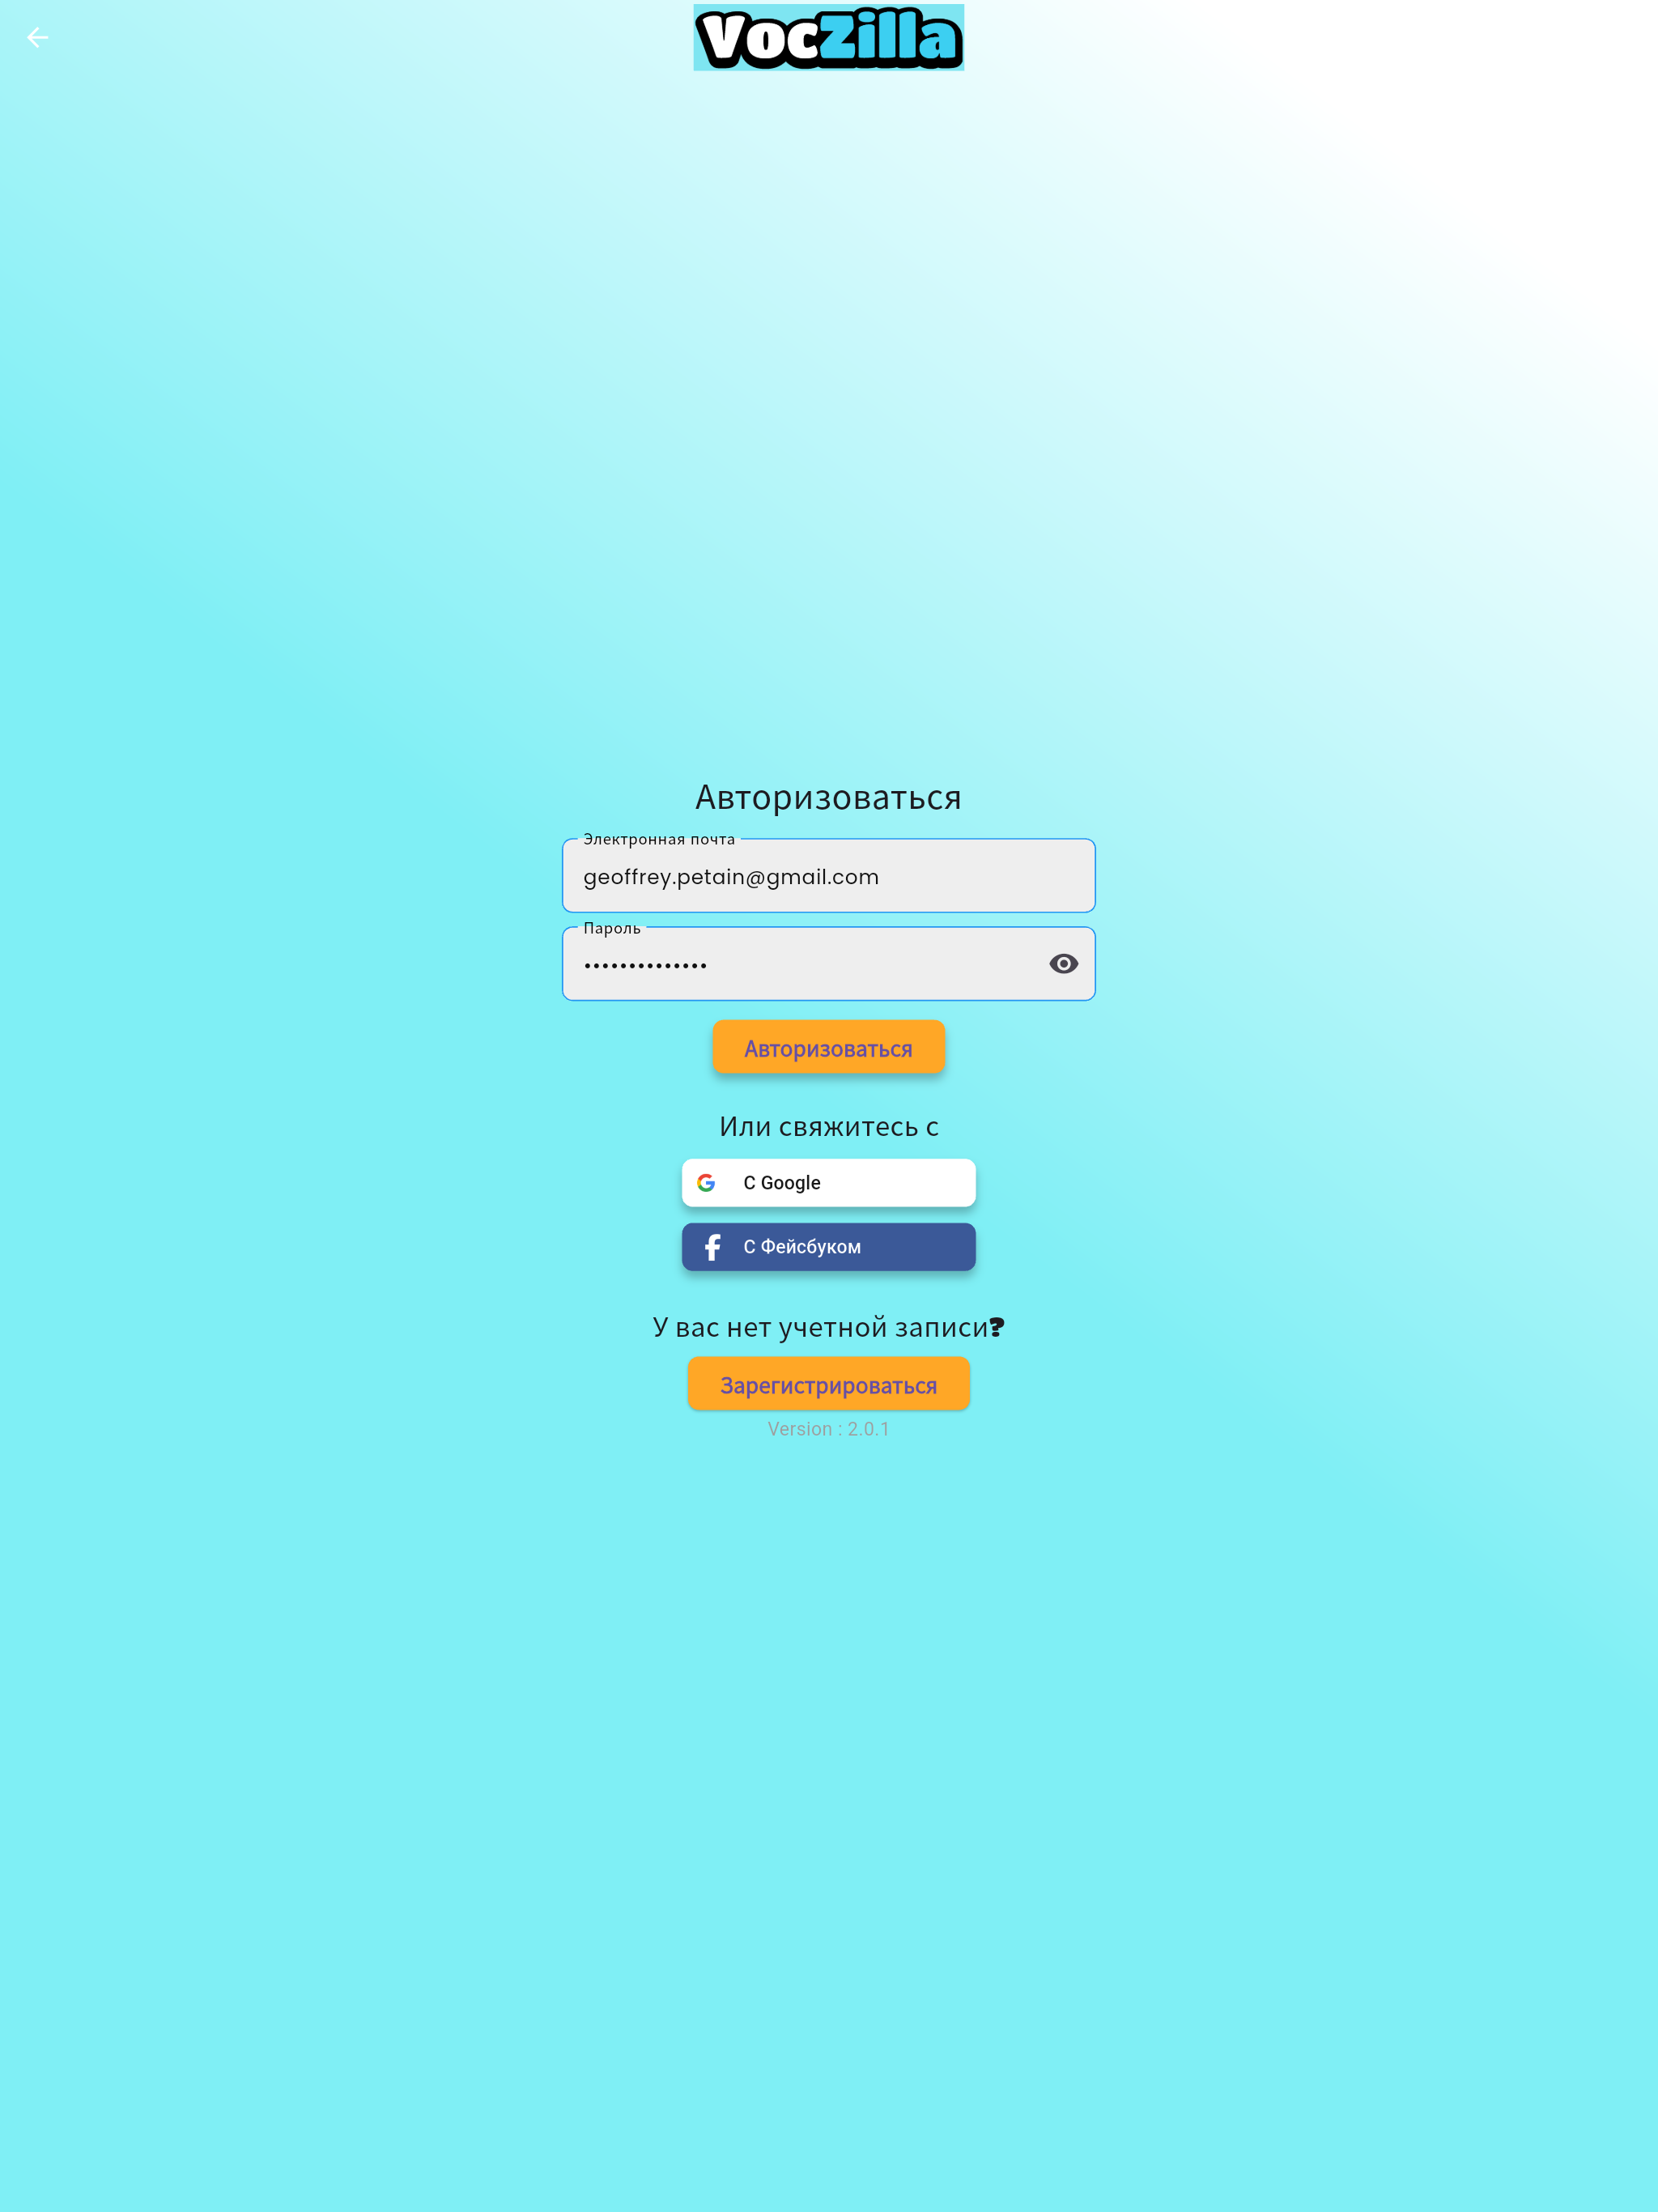 VocZilla
Авторизоваться
Электронная почта
geoffrey.petain@gmail.com
Пароль
••••••••••••••
Авторизоваться
Или свяжитесь с
С Google
С Фейсбуком
У вас нет учетной записи?
Зарегистрироваться
Version : 2.0.1